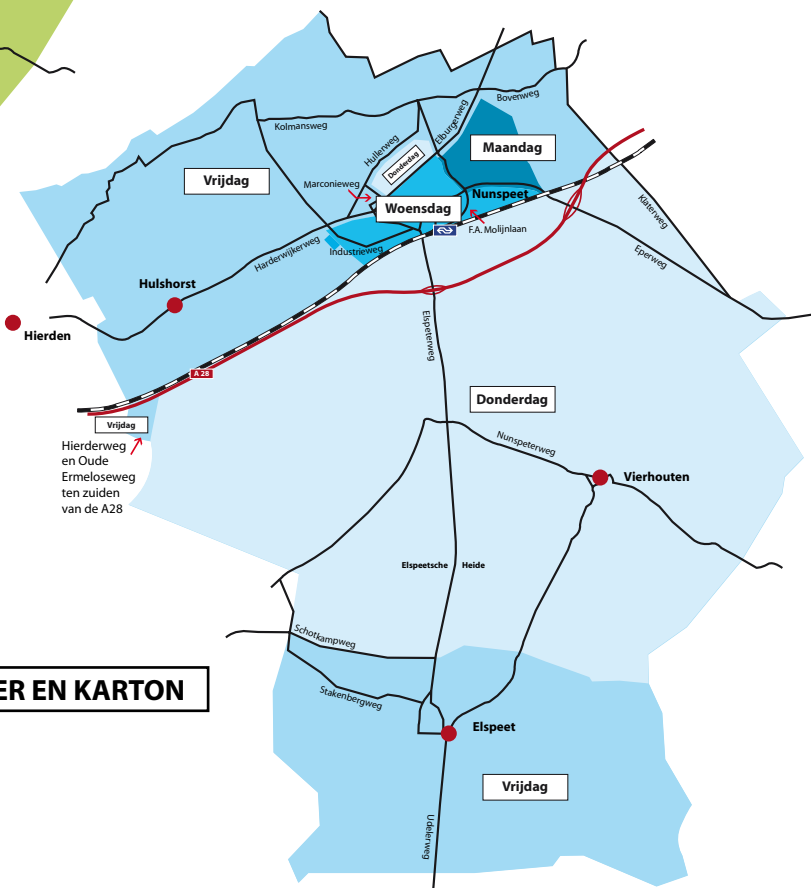 Bovenweg
Kolmansweg
Elburgerweg
Hullerweg
Maandag
Donderdag
Vrijdag
Marconieweg
Nunspeet
Woensdag
Klaterweg
F.A. Molijnlaan
Industrieweg
Harderwijkerweg
Eperweg
Hulshorst
Hierden
Elspeterweg
A 28
Donderdag
Vrijdag
Hierderweg
en Oude
Ermeloseweg
ten zuiden
van de A28
Nunspeterweg
Vierhouten
Elspeetsche Heide
Schotkampweg
ER EN KARTON
Stakenbergweg
Elspeet
Vrijdag
Udelerweg